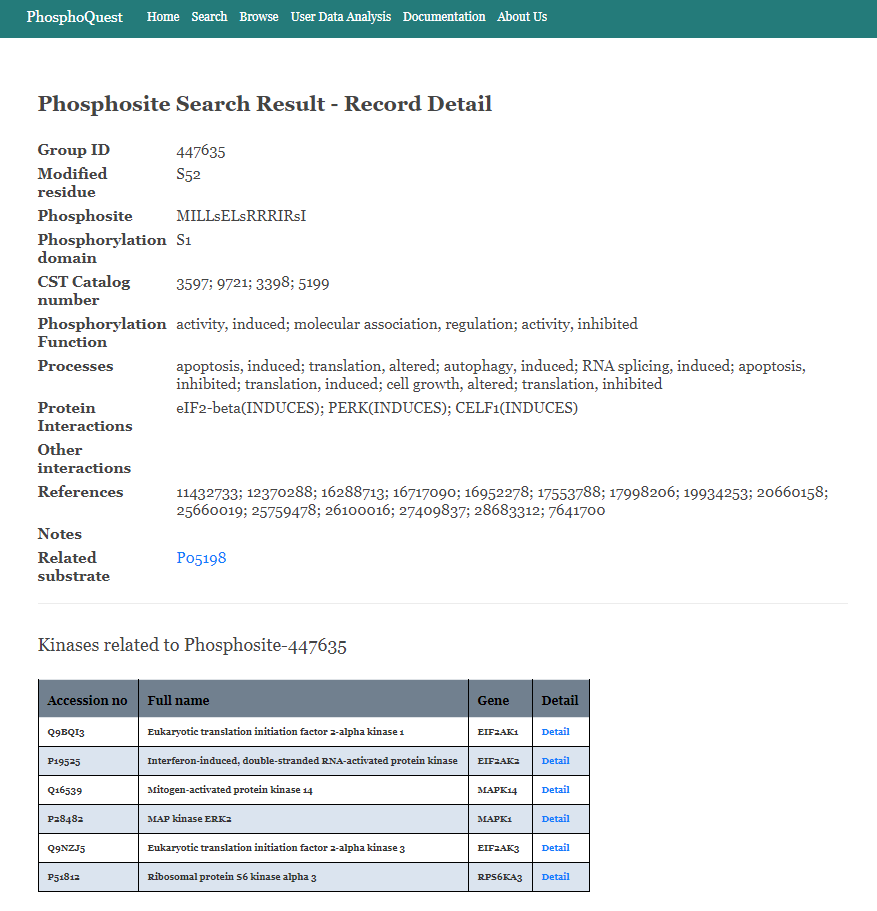 PhosphoQuest Home Search Browse User Data Analysis Documentation About Us
Phosphosite Search Result - Record Detail
Group ID 447635
Modified residue S52
Phosphosite MILLsELsRRRIRsI
Phosphorylation domain S1
CST Catalog number 3597; 9721; 3398; 5199
Phosphorylation Function activity, induced; molecular association, regulation; activity, inhibited
Processes apoptosis, induced; translation, altered; autophagy, induced; RNA splicing, induced; apoptosis,
inhibited; translation, induced; cell growth, altered; translation, inhibited
Protein Interactions eIF2-beta(INDUCES); PERK(INDUCES); CELF1(INDUCES)
Other interactions
References 11432733; 12370288; 16288713; 16717090; 16952278; 17553788; 17998206; 19934253; 20660158;
25660019; 25759478; 26100016; 27409837; 28683312; 7641700
Notes
Related substrate P05198
Kinases related to Phosphosite-447635
Accession no Full name Gene Detail
Q9BQI3 Eukaryotic translation initiation factor 2-alpha kinase 1 EIF2AK1 Detail
P19525 Interferon-induced, double-stranded RNA-activated protein kinase EIF2AK2 Detail
Q16539 Mitogen-activated protein kinase 14 MAPK14 Detail
P28482 MAP kinase ERK2 MAPK1 Detail
Q9NZJ5 Eukaryotic translation initiation factor 2-alpha kinase 3 EIF2AK3 Detail
P51812 Ribosomal protein S6 kinase alpha 3 RPS6KA3 Detail